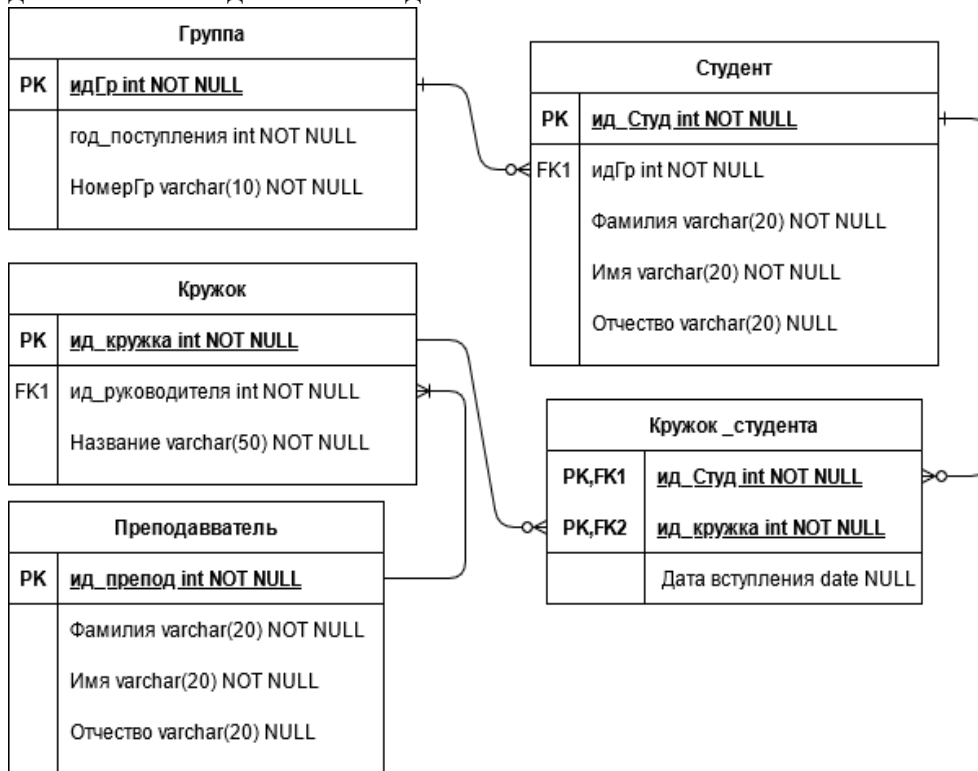 Группа
PK идГр int NOT NULL
год_поступления int NOT NULL
НомерГр varchar(10) NOT NULL
Студент
PK ид_Студ int NOT NULL
FK1 идГр int NOT NULL
Фамилия varchar(20) NOT NULL
Имя varchar(20) NOT NULL
Отчество varchar(20) NULL
Кружок
PK ид_кружка int NOT NULL
FK1 ид_руководителя int NOT NULL
Название varchar(50) NOT NULL
Кружок _студента
PK,FK1 ид_Студ int NOT NULL
PK,FK2 ид_кружка int NOT NULL
Дата вступления date NULL
Преподавватель
PK ид_препод int NOT NULL
Фамилия varchar(20) NOT NULL
Имя varchar(20) NOT NULL
Отчество varchar(20) NULL